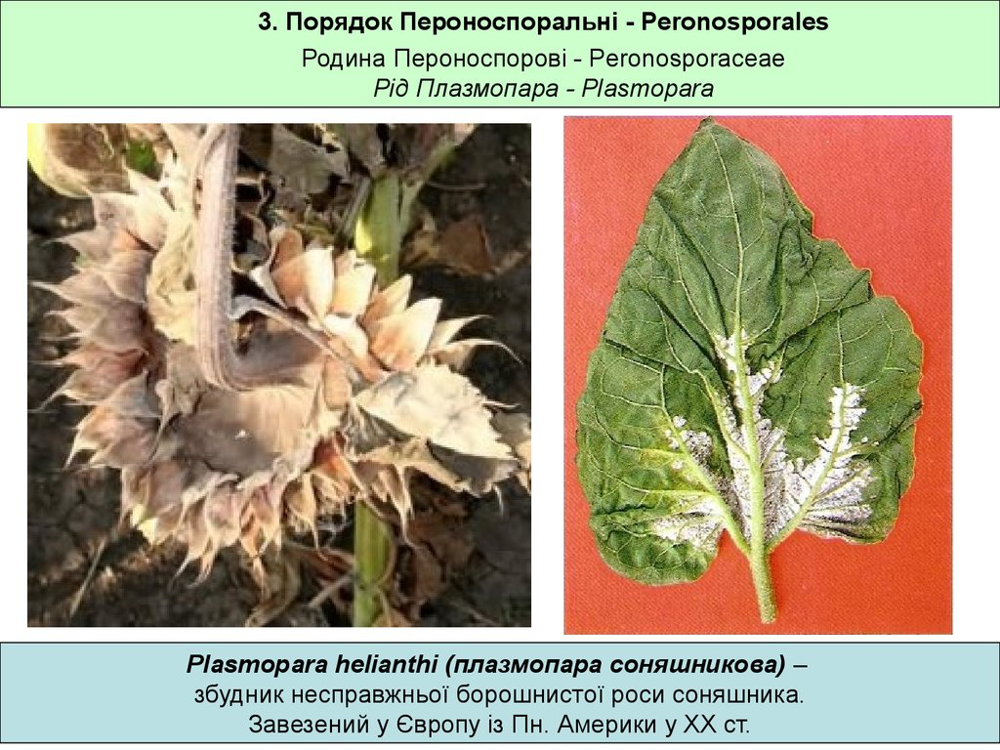 3. Порядок Пероноспоральні - Peronosporales
Родина Пероноспорові - Peronosporaceae
Рід Плазмопара - Plasmopara
Plasmopara helianthi (плазмопара соняшникова) –
збудник несправжньої борошнистої роси соняшника.
Завезений у Європу із Пн. Америки у ХХ ст.